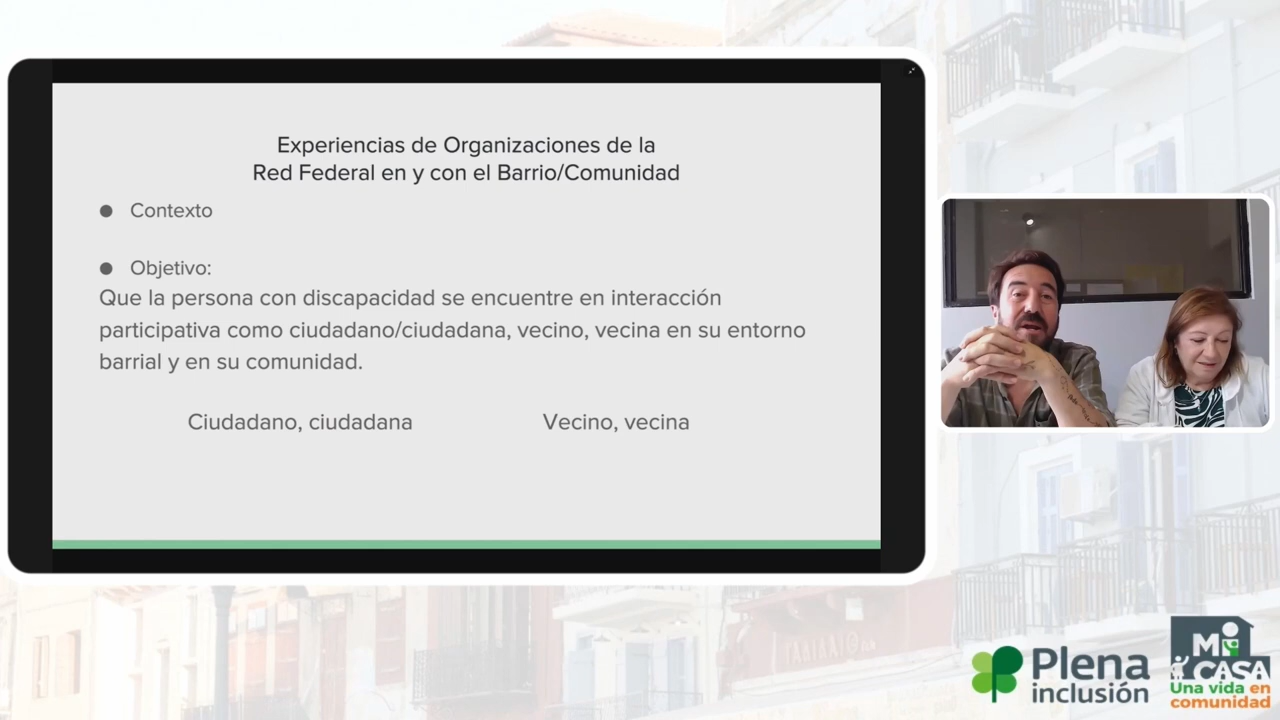 Experiencias de Organizaciones de la
Red Federal en y con el Barrio/Comunidad
● Contexto
● Objetivo:
Que la persona con discapacidad se encuentre en interacción
participativa como ciudadano/ciudadana, vecino, vecina en su entorno
barrial y en su comunidad.
Ciudadano, ciudadana Vecino, vecina
Plena
inclusión
Mi
CASA
Una vida en
comunidad